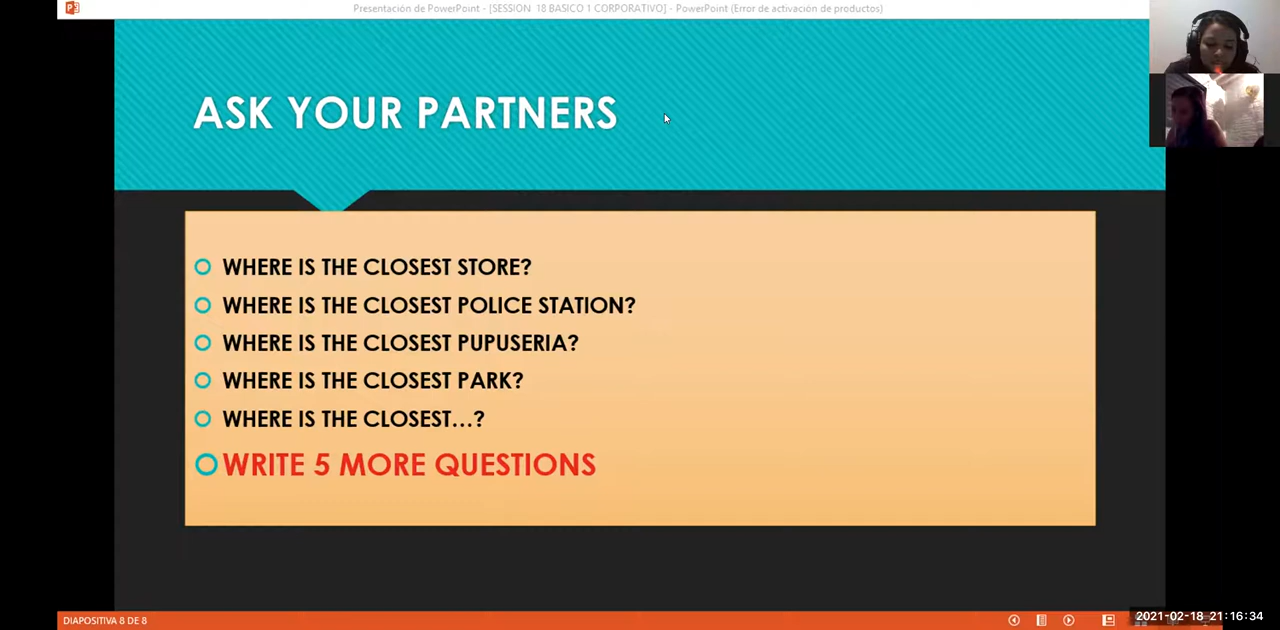 Presentación de PowerPoint - [SESSION 18 BASICO 1 CORPORATIVO] - PowerPoint (Error de activación de productos)
ASK YOUR PARTNERS
WHERE IS THE CLOSEST STORE?
WHERE IS THE CLOSEST POLICE STATION?
WHERE IS THE CLOSEST PUPUSERIA?
WHERE IS THE CLOSEST PARK?
WHERE IS THE CLOSEST...?
WRITE 5 MORE QUESTIONS
DIAPOSITIVA 8 DE 8
2021-02-18 21:16:34